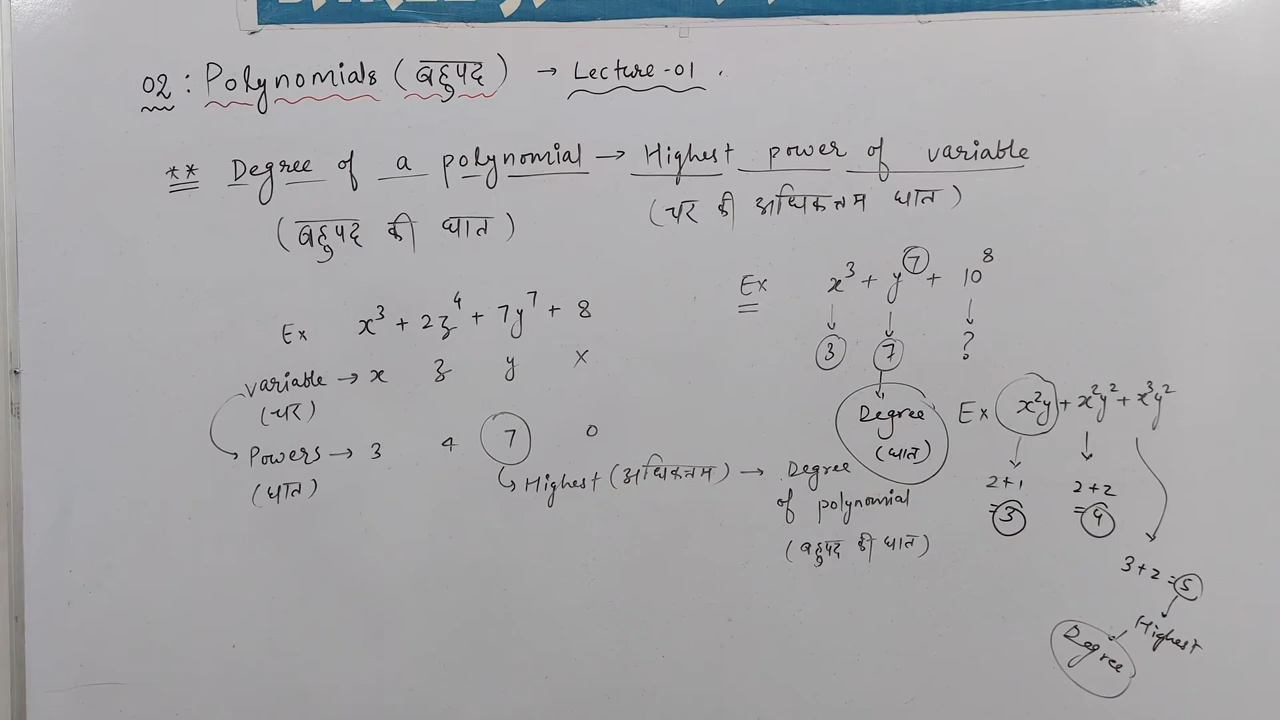 02 : Polynomials (बहुपद) → Lecture-01.
** Degree of a polynomial → Highest power of variable
(बहुपद की घात) (चर की अधिकतम घात)
Ex x³ + 2z⁴ + 7y⁷ + 8
variable → x z y ×
(चर)
Powers → 3 4 7 0
(घात)
↳ Highest (अधिकतम) → Degree
of polynomial
(बहुपद की घात)
Ex x³ + y⁷ + 10⁸
↓ ↓ ↓
3 7 ?
↓
Degree
(घात)
Ex x²y + x²y² + x³y²
↓ ↓
2+1 2+2
=3 =4
3+2=5
Highest
Degree